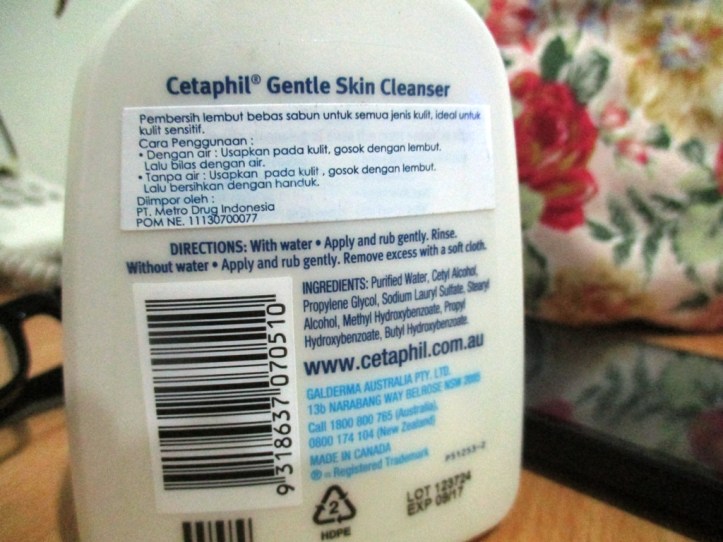 Cetaphil® Gentle Skin Cleanser
Pembersih lembut bebas sabun untuk semua jenis kulit, ideal untuk
kulit sensitif.
Cara Penggunaan :
• Dengan air : Usapkan pada kulit, gosok dengan lembut.
Lalu bilas dengan air.
• Tanpa air : Usapkan pada kulit , gosok dengan lembut.
Lalu bersihkan dengan handuk.
Diimpor oleh :
PT. Metro Drug Indonesia
POM NE. 11130700077
DIRECTIONS: With water • Apply and rub gently. Rinse.
Without water • Apply and rub gently. Remove excess with a soft cloth.
INGREDIENTS: Purified Water, Cetyl Alcohol,
Propylene Glycol, Sodium Lauryl Sulfate, Stearyl
Alcohol, Methyl Hydroxybenzoate, Propyl
Hydroxybenzoate, Butyl Hydroxybenzoate.
www.cetaphil.com.au
GALDERMA AUSTRALIA PTY. LTD.
13b NARABANG WAY BELROSE NSW 2085
Call 1800 800 765 (Australia).
0800 174 104 (New Zealand)
MADE IN CANADA
® = Registered Trademark
P51253-2
9 318637 070510
2
HDPE
LOT 123724
EXP 09/17